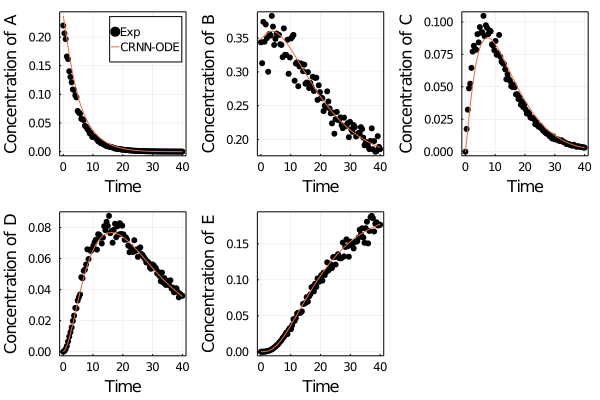 Concentration of A
0.20
0.15
0.10
0.05
0.00
Exp
CRNN-ODE
0 10 20 30 40
Time
Concentration of B
0.35
0.30
0.25
0.20
0 10 20 30 40
Time
Concentration of C
0.100
0.075
0.050
0.025
0.000
0 10 20 30 40
Time
Concentration of D
0.08
0.06
0.04
0.02
0.00
0 10 20 30 40
Time
Concentration of E
0.15
0.10
0.05
0.00
0 10 20 30 40
Time